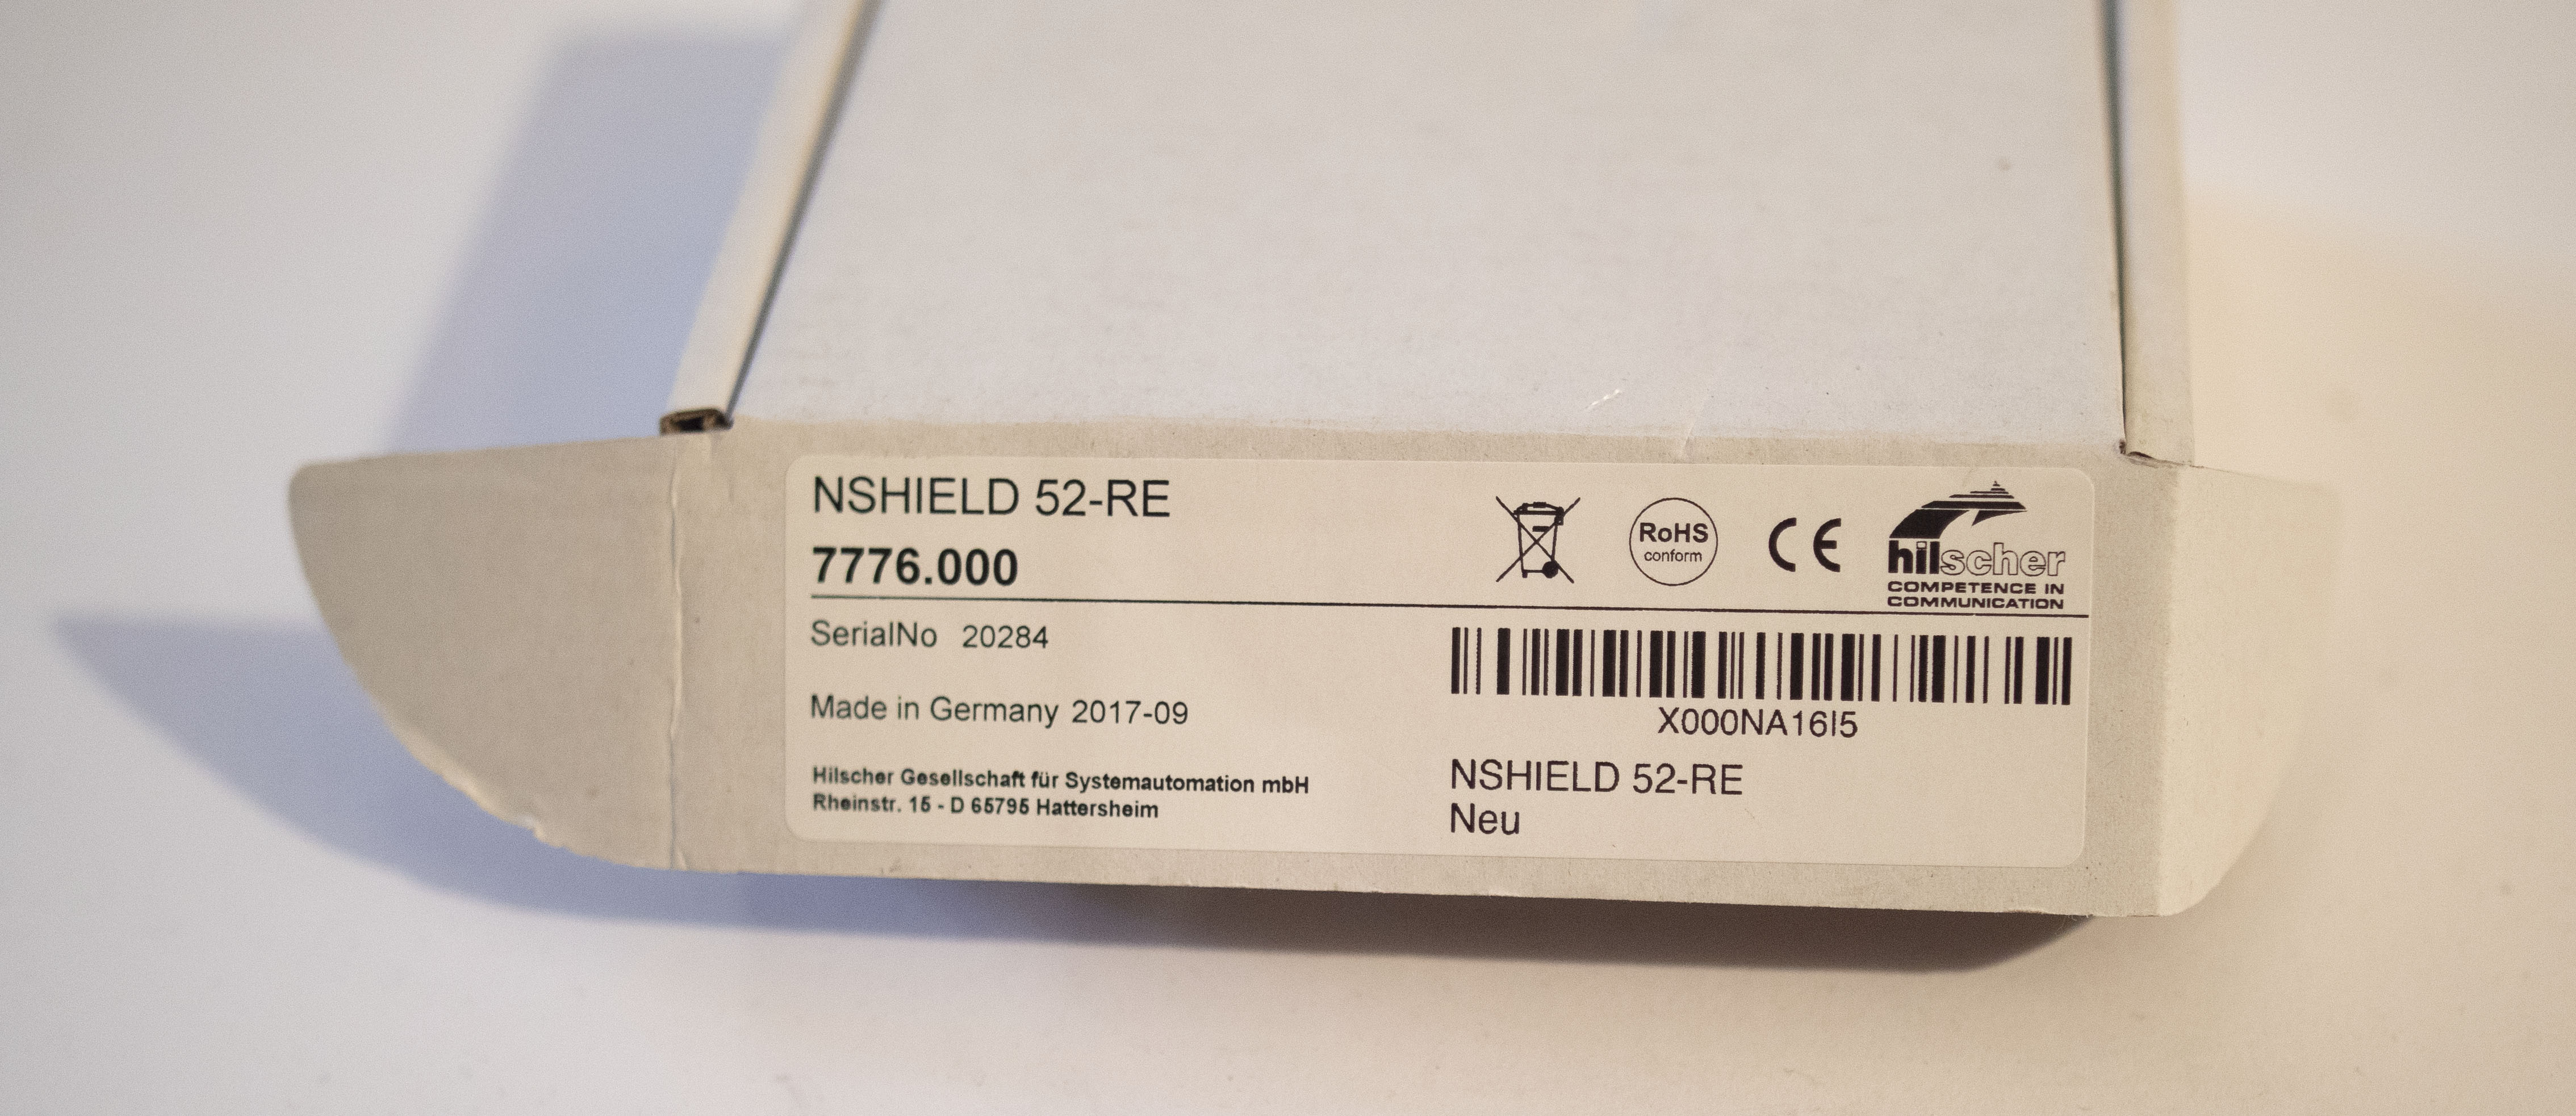 NSHIELD 52-RE
7776.000
RoHS
conform
CE
hilscher
COMPETENCE IN
COMMUNICATION
SerialNo 20284
Made in Germany 2017-09
Hilscher Gesellschaft für Systemautomation mbH
Rheinstr. 15 - D 65795 Hattersheim
X000NA16I5
NSHIELD 52-RE
Neu